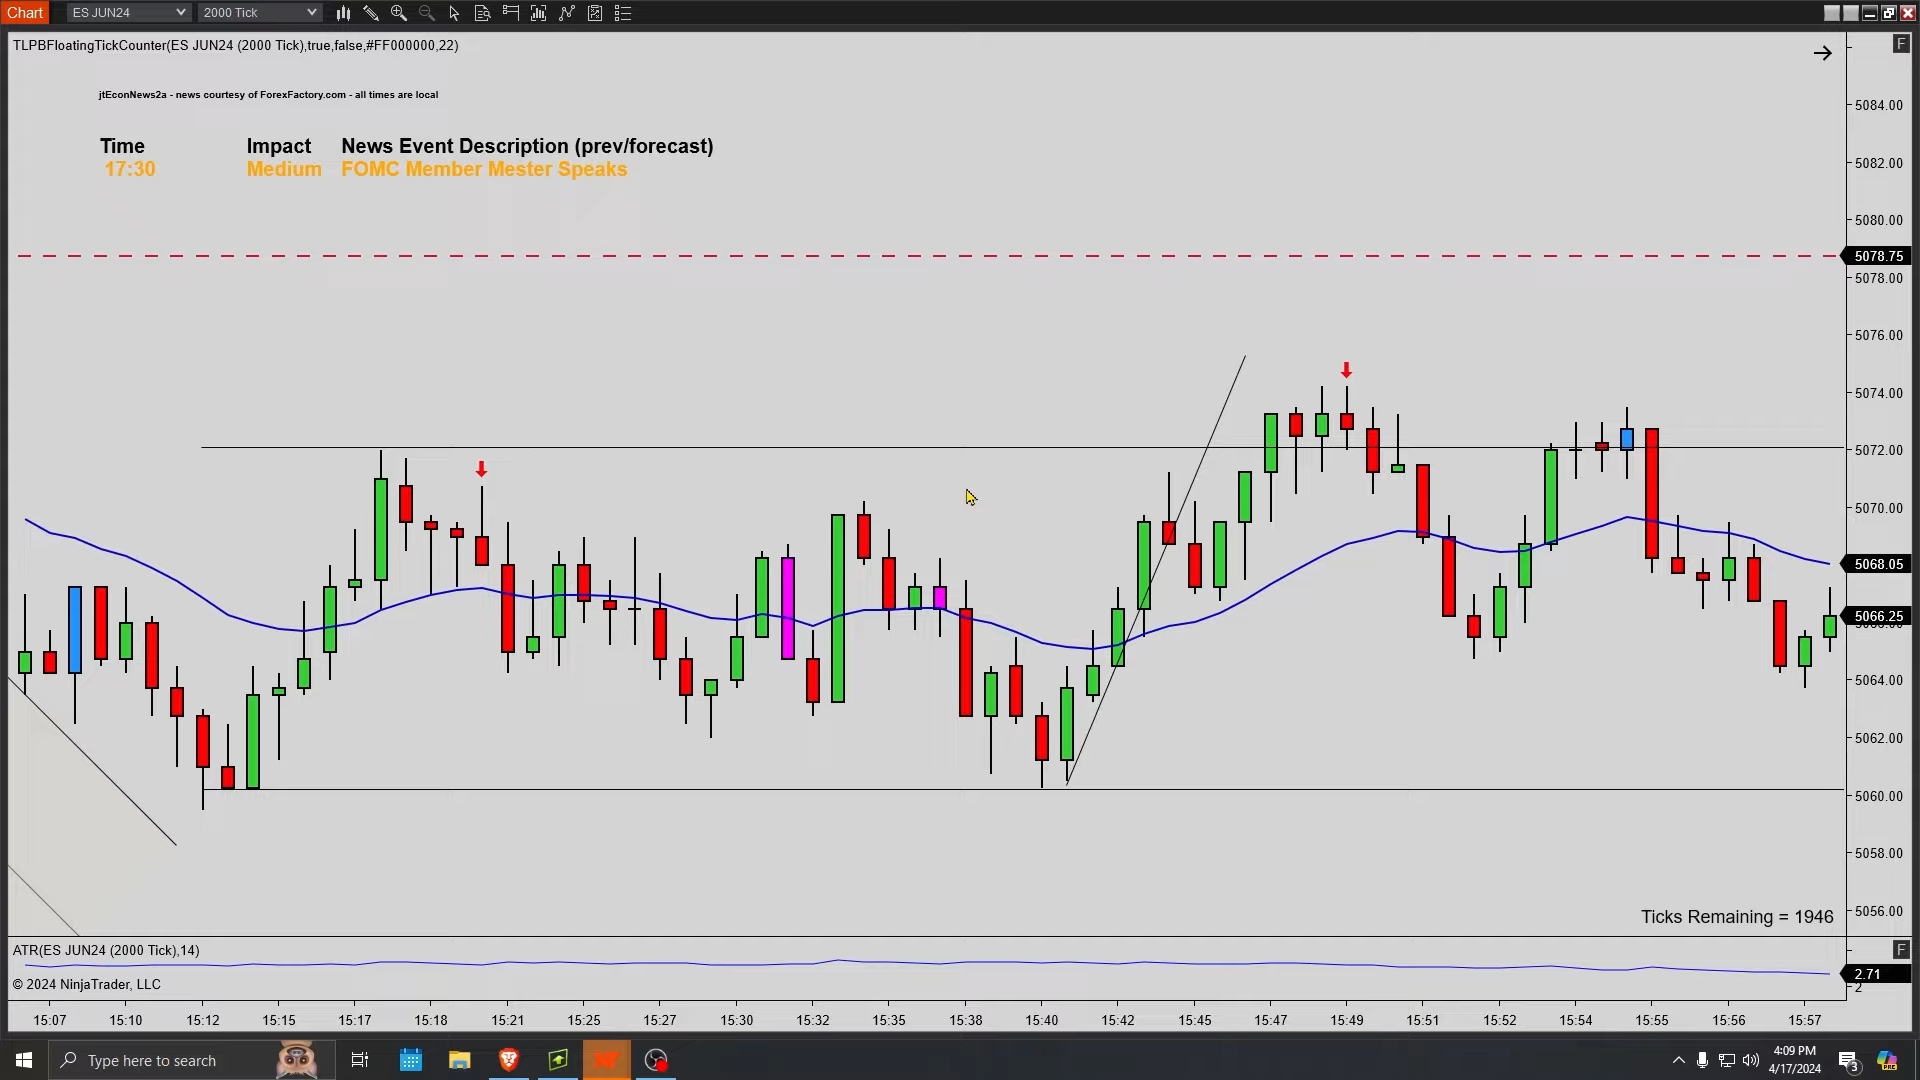 Chart ES JUN24 2000 Tick
TLPBFloatingTickCounter(ES JUN24 (2000 Tick),true,false,#FF000000,22)
F
jtEconNews2a - news courtesy of ForexFactory.com - all times are local
Time Impact News Event Description (prev/forecast)
17:30 Medium FOMC Member Mester Speaks
5084.00
5082.00
5080.00
5078.75
5078.00
5076.00
5074.00
5072.00
5070.00
5068.05
5066.25
5064.00
5062.00
5060.00
5058.00
5056.00
Ticks Remaining = 1946
ATR(ES JUN24 (2000 Tick),14)
F
2.71
2
© 2024 NinjaTrader, LLC
15:07 15:10 15:12 15:15 15:17 15:18 15:21 15:25 15:27 15:30 15:32 15:35 15:38 15:40 15:42 15:45 15:47 15:49 15:51 15:52 15:54 15:55 15:56 15:57
Type here to search
4:09 PM
4/17/2024
3